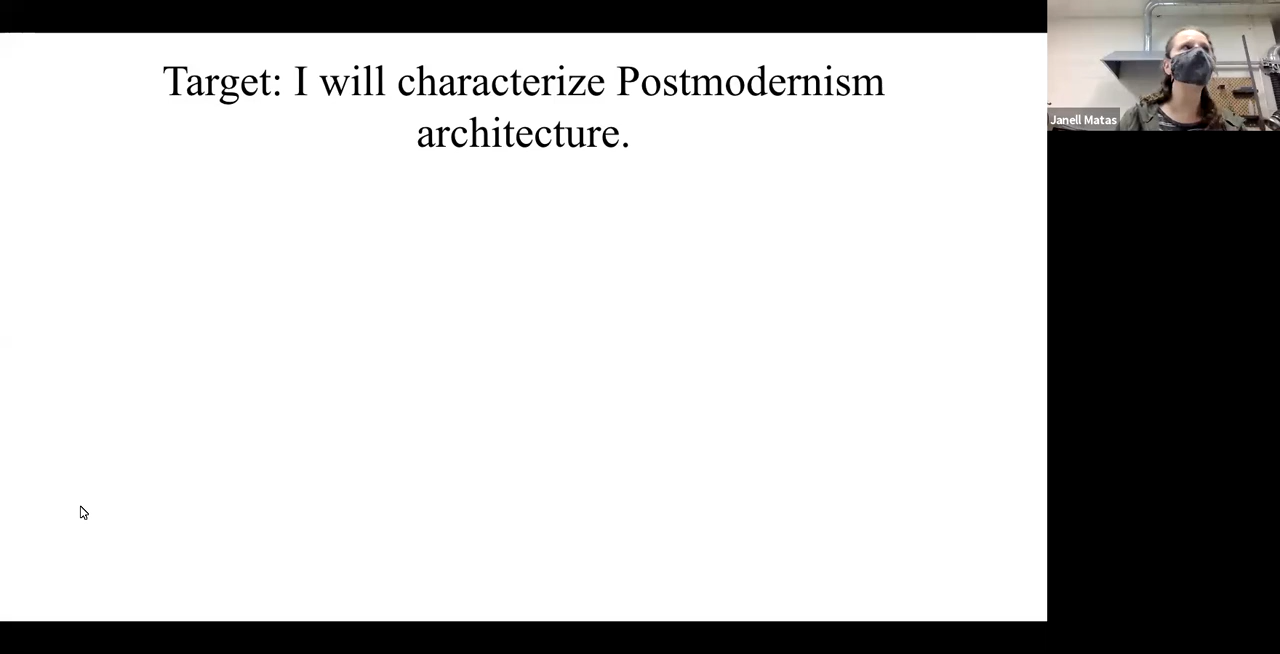 Target: I will characterize Postmodernism
architecture.
Janell Matas